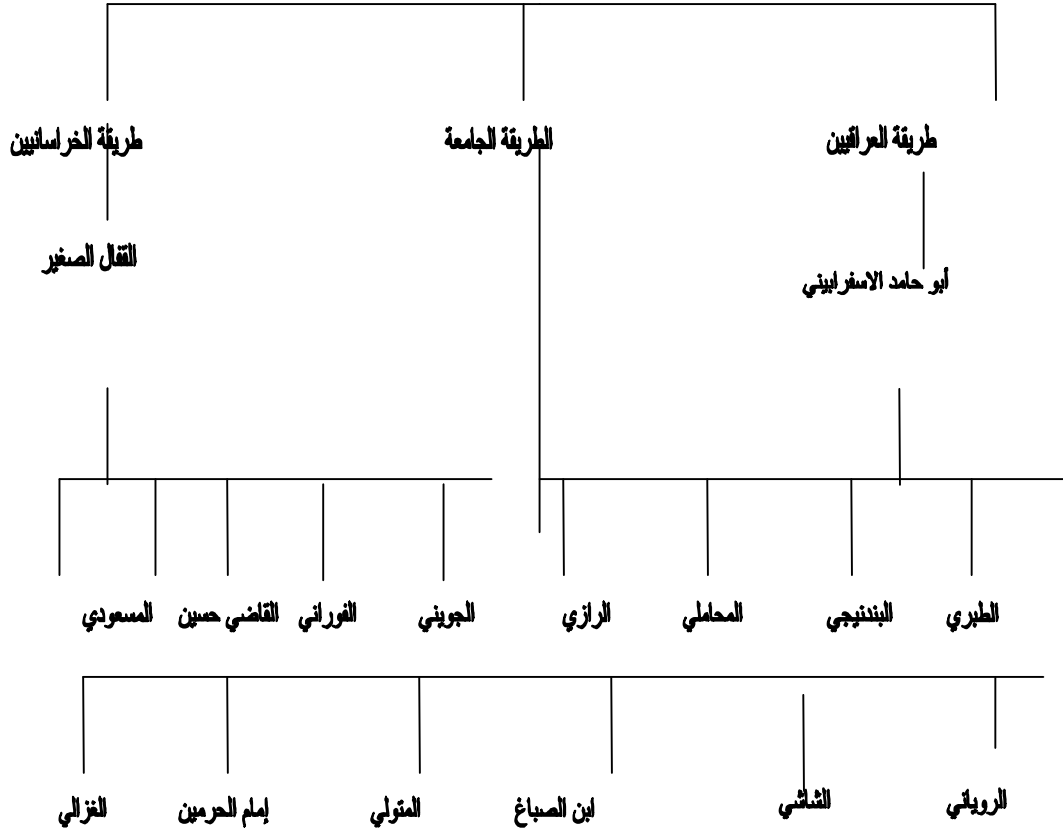 طريقة العراقيين
الطريقة الجامعة
طريقة الخراسانيين
أبو حامد الاسفرابيني
القفال الصغير
الطبري
البندنيجي
المحاملي
الرازي
الجويني
الفوراني
القاضي حسين
المسعودي
الروياني
الشاشي
ابن الصباغ
المتولي
إمام الحرمين
الغزالي